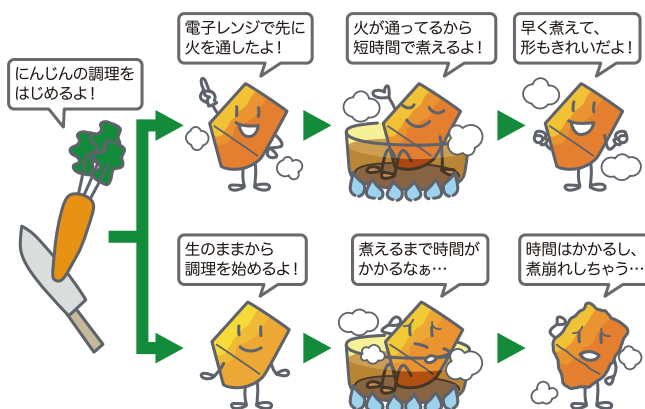 にんじんの調理を
はじめるよ！
電子レンジで先に
火を通したよ！
火が通ってるから
短時間で煮えるよ！
早く煮えて、
形もきれいだよ！
生のままから
調理を始めるよ！
煮えるまで時間が
かかるなぁ…
時間はかかるし、
煮崩れしちゃう…